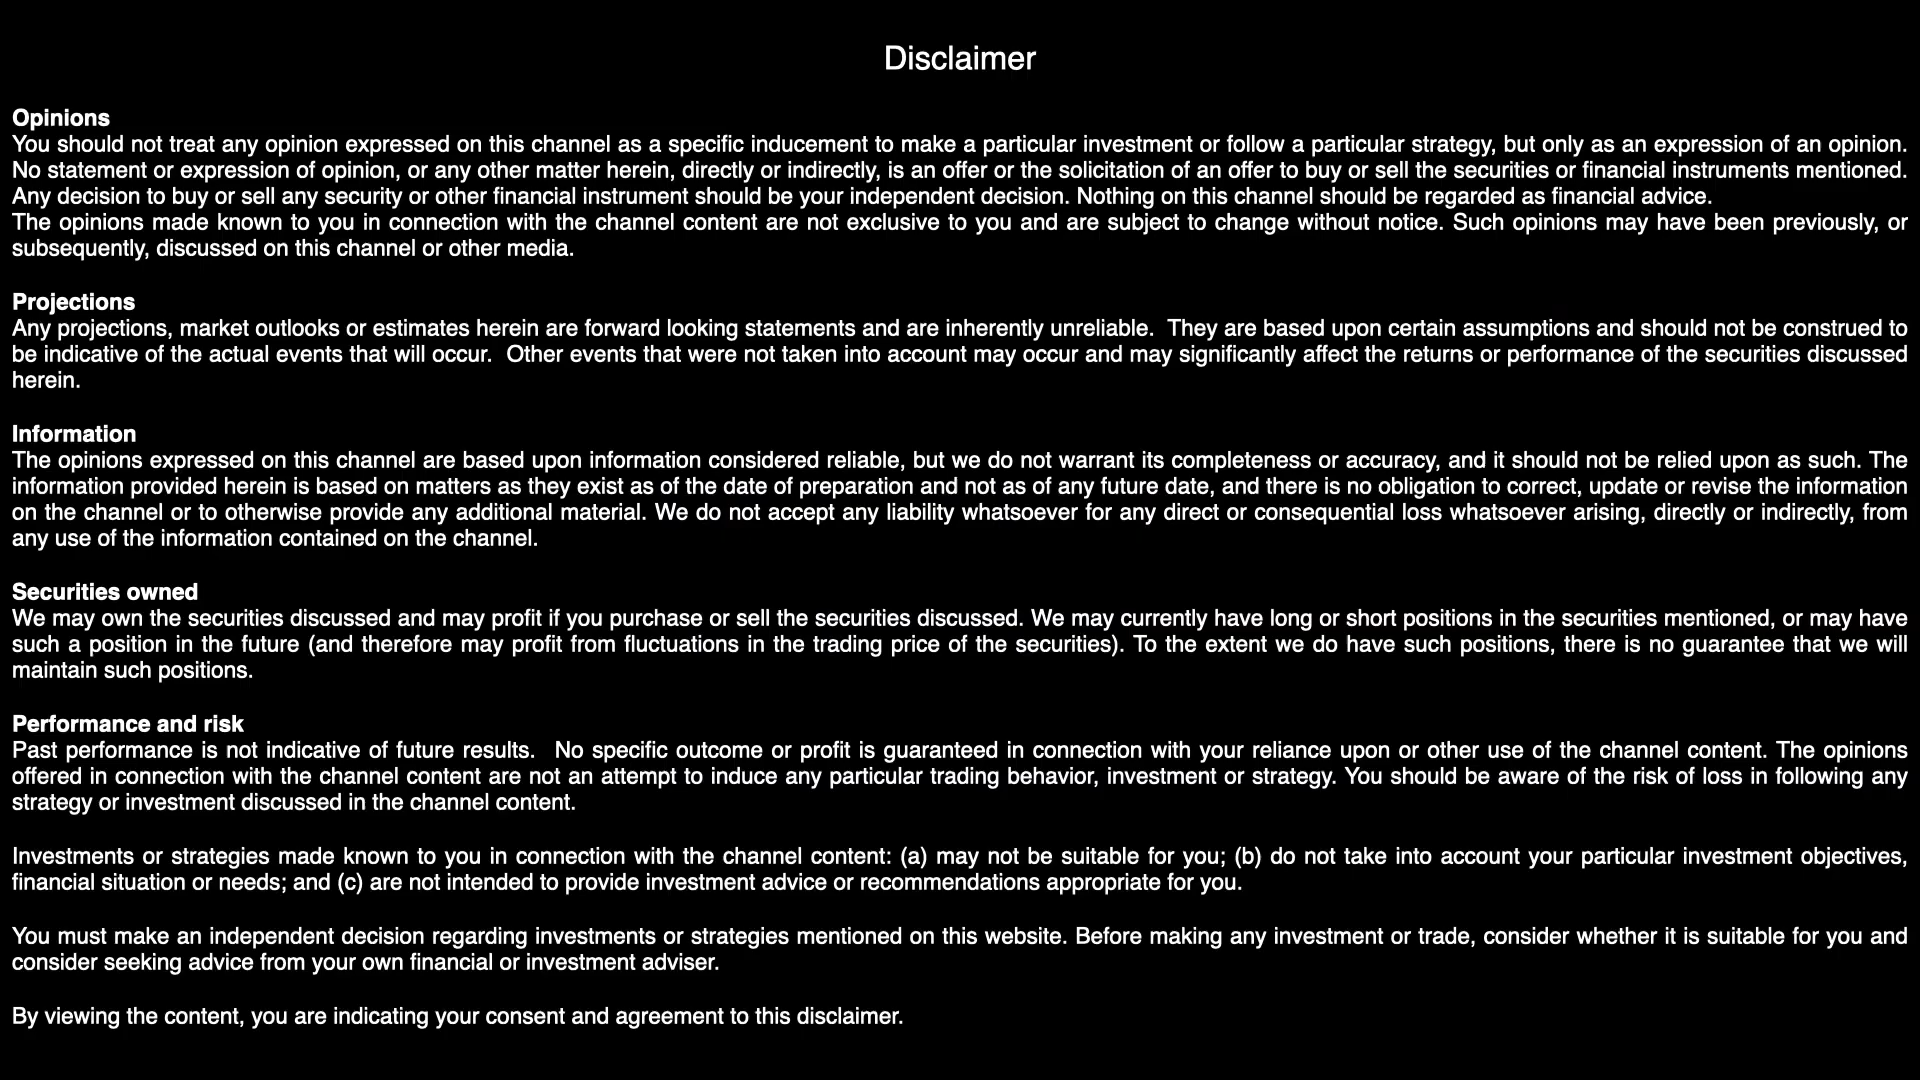 Disclaimer
Opinions
You should not treat any opinion expressed on this channel as a specific inducement to make a particular investment or follow a particular strategy, but only as an expression of an opinion.
No statement or expression of opinion, or any other matter herein, directly or indirectly, is an offer or the solicitation of an offer to buy or sell the securities or financial instruments mentioned.
Any decision to buy or sell any security or other financial instrument should be your independent decision. Nothing on this channel should be regarded as financial advice.
The opinions made known to you in connection with the channel content are not exclusive to you and are subject to change without notice. Such opinions may have been previously, or
subsequently, discussed on this channel or other media.
Projections
Any projections, market outlooks or estimates herein are forward looking statements and are inherently unreliable.  They are based upon certain assumptions and should not be construed to
be indicative of the actual events that will occur.  Other events that were not taken into account may occur and may significantly affect the returns or performance of the securities discussed
herein.
Information
The opinions expressed on this channel are based upon information considered reliable, but we do not warrant its completeness or accuracy, and it should not be relied upon as such. The
information provided herein is based on matters as they exist as of the date of preparation and not as of any future date, and there is no obligation to correct, update or revise the information
on the channel or to otherwise provide any additional material. We do not accept any liability whatsoever for any direct or consequential loss whatsoever arising, directly or indirectly, from
any use of the information contained on the channel.
Securities owned
We may own the securities discussed and may profit if you purchase or sell the securities discussed. We may currently have long or short positions in the securities mentioned, or may have
such a position in the future (and therefore may profit from fluctuations in the trading price of the securities). To the extent we do have such positions, there is no guarantee that we will
maintain such positions.
Performance and risk
Past performance is not indicative of future results.  No specific outcome or profit is guaranteed in connection with your reliance upon or other use of the channel content. The opinions
offered in connection with the channel content are not an attempt to induce any particular trading behavior, investment or strategy. You should be aware of the risk of loss in following any
strategy or investment discussed in the channel content.
Investments or strategies made known to you in connection with the channel content: (a) may not be suitable for you; (b) do not take into account your particular investment objectives,
financial situation or needs; and (c) are not intended to provide investment advice or recommendations appropriate for you.
You must make an independent decision regarding investments or strategies mentioned on this website. Before making any investment or trade, consider whether it is suitable for you and
consider seeking advice from your own financial or investment adviser.
By viewing the content, you are indicating your consent and agreement to this disclaimer.